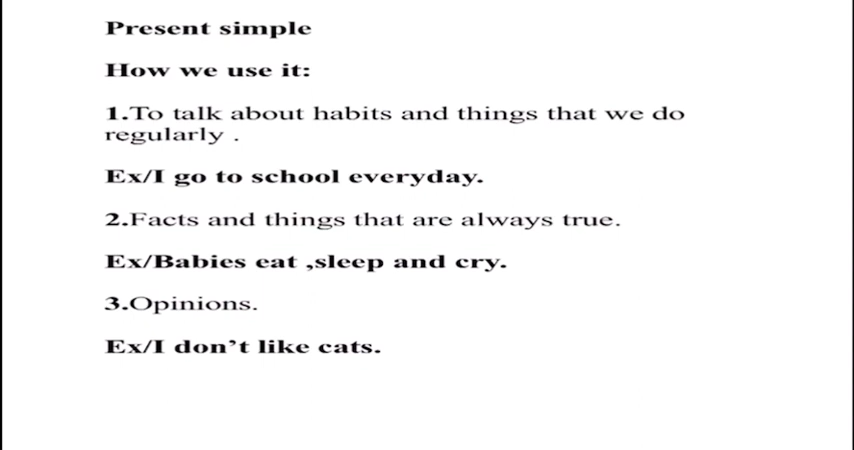 Present simple
How we use it:
1.To talk about habits and things that we do
regularly .
Ex/I go to school everyday.
2.Facts and things that are always true.
Ex/Babies eat ,sleep and cry.
3.Opinions.
Ex/I don’t like cats.